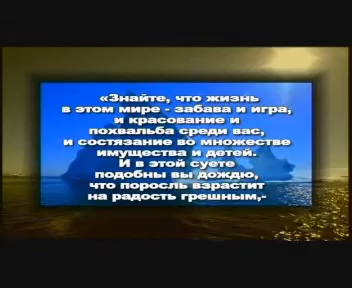 «Знайте, что жизнь
в этом мире - забава и игра,
и красование и
похвальба среди вас,
и состязание во множестве
имущества и детей.
И в этой суете
подобны вы дождю,
что поросль взрастит
на радость грешным,-